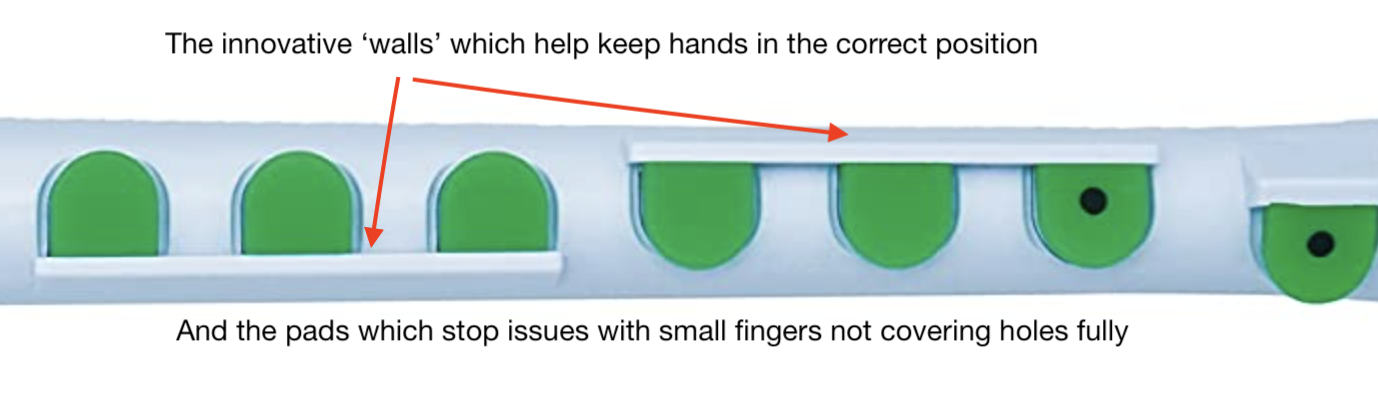 The innovative ‘walls’ which help keep hands in the correct position
And the pads which stop issues with small fingers not covering holes fully